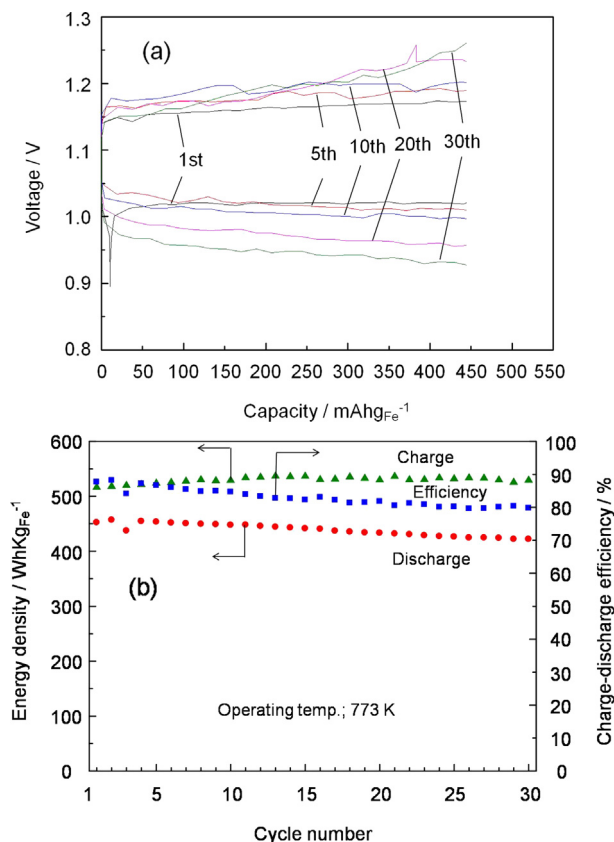 (a)
1.3
1.2
1.1
1.0
0.9
0.8
Voltage / V
1st
5th
10th
20th
30th
0 50 100 150 200 250 300 350 400 450 500 550
Capacity / mAhg_Fe^-1
(b)
600
500
400
300
200
100
0
Energy density / WhKg_Fe^-1
100
90
80
70
60
50
40
30
20
10
0
Charge-discharge efficiency / %
Charge
Efficiency
Discharge
Operating temp.; 773 K
1 5 10 15 20 25 30
Cycle number